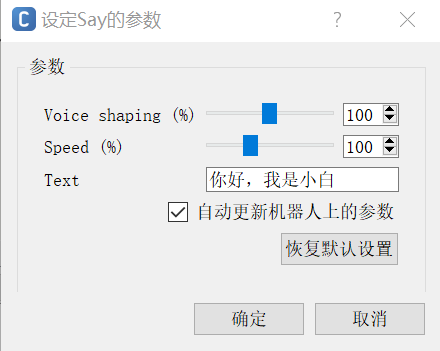 C 设定Say的参数 ?
参数
Voice shaping (%) 100
Speed (%) 100
Text 你好，我是小白
自动更新机器人上的参数
恢复默认设置
确定 取消